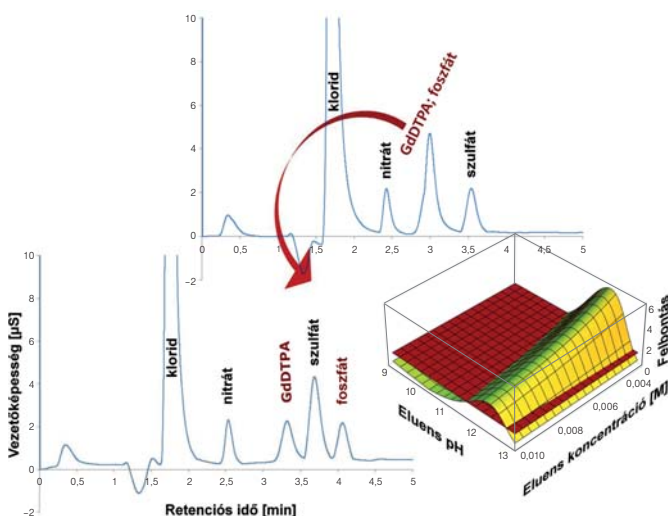 10
8
6
4
2
0
−2
klorid
nitrát
GdDTPA; foszfát
szulfát
0 1 1,5 2 2,5 3 3,5 4 4,5 5
Vezetőképesség [µS]
10
8
6
4
2
0
−2
klorid
nitrát
GdDTPA
szulfát
foszfát
0 0,5 1 1,5 2 2,5 3 3,5 4 4,5 5
Retenciós idő [min]
6
4
2
0
Felbontás
9
10
11
12
13
Eluens pH
0,010
0,008
0,006
0,004
Eluens koncentráció [M]